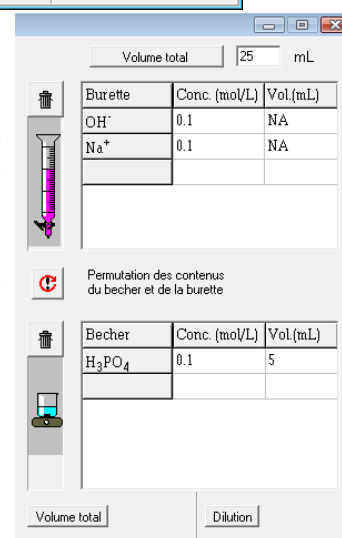 Volume total 25 mL
Burette Conc. (mol/L) Vol.(mL)
OH⁻ 0.1 NA
Na⁺ 0.1 NA
Permutation des contenus
du becher et de la burette
Becher Conc. (mol/L) Vol.(mL)
H₃PO₄ 0.1 5
Volume total Dilution